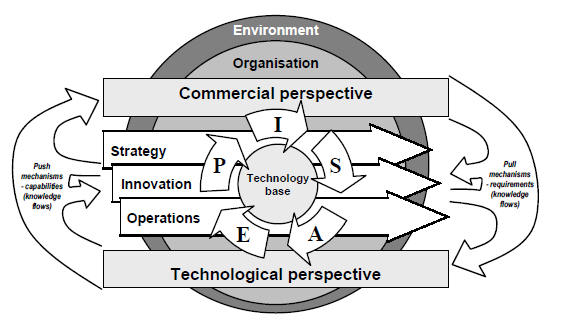 Environment
Organisation
Commercial perspective
I
Strategy
P
S
Push
mechanisms
- capabilities
(knowledge
flows)
Innovation
Technology
base
Pull
mechanisms
- requirements
(knowledge
flows)
Operations
E
A
Technological perspective